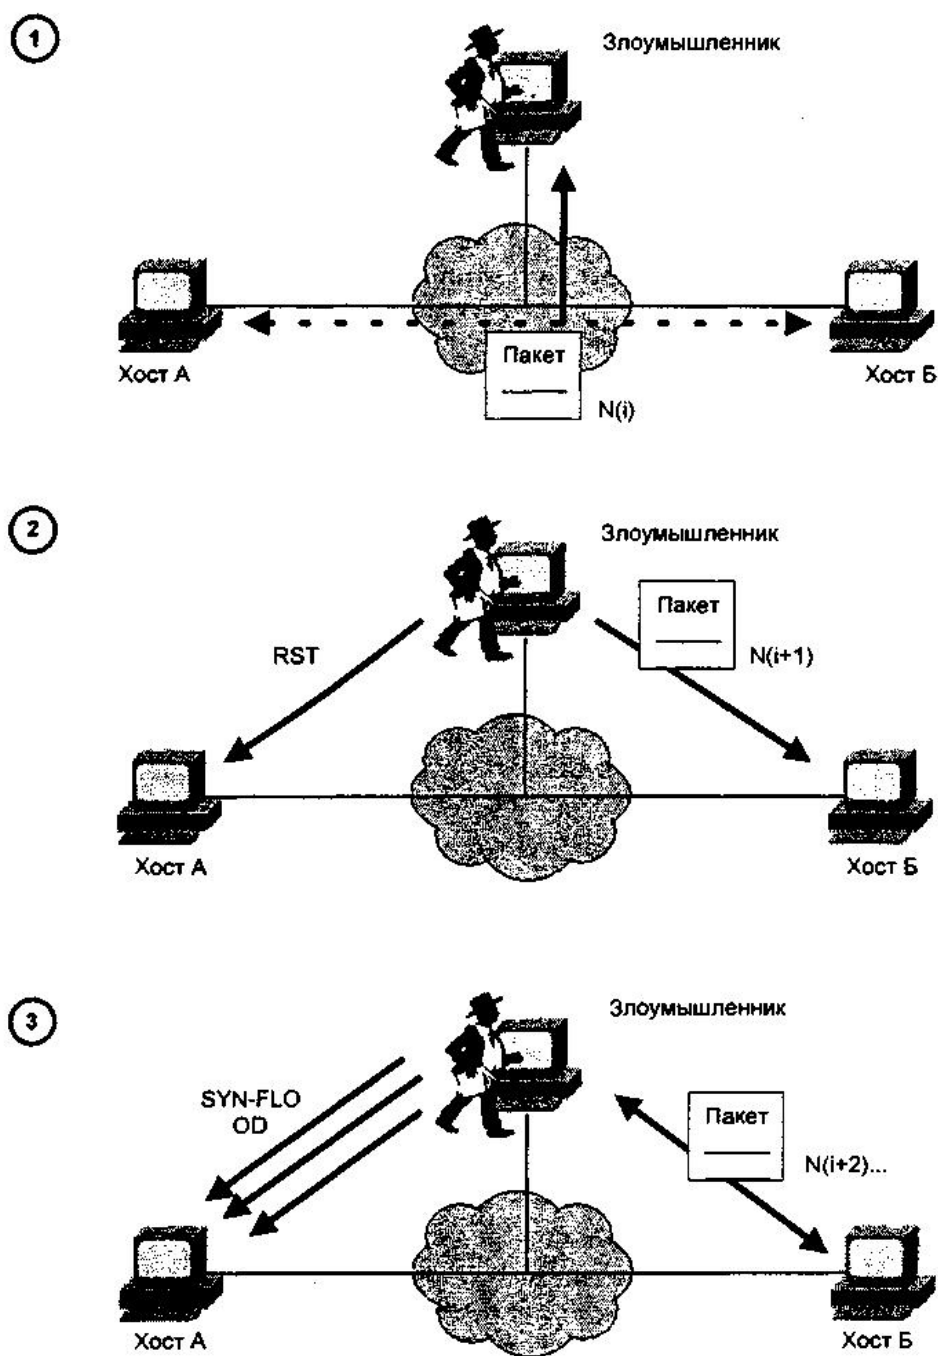 1
Злоумышленник
Хост А
Пакет
Хост Б
N(i)
2
Злоумышленник
Пакет
RST
N(i+1)
Хост А
Хост Б
3
Злоумышленник
SYN-FLO
OD
Пакет
N(i+2)...
Хост А
Хост Б